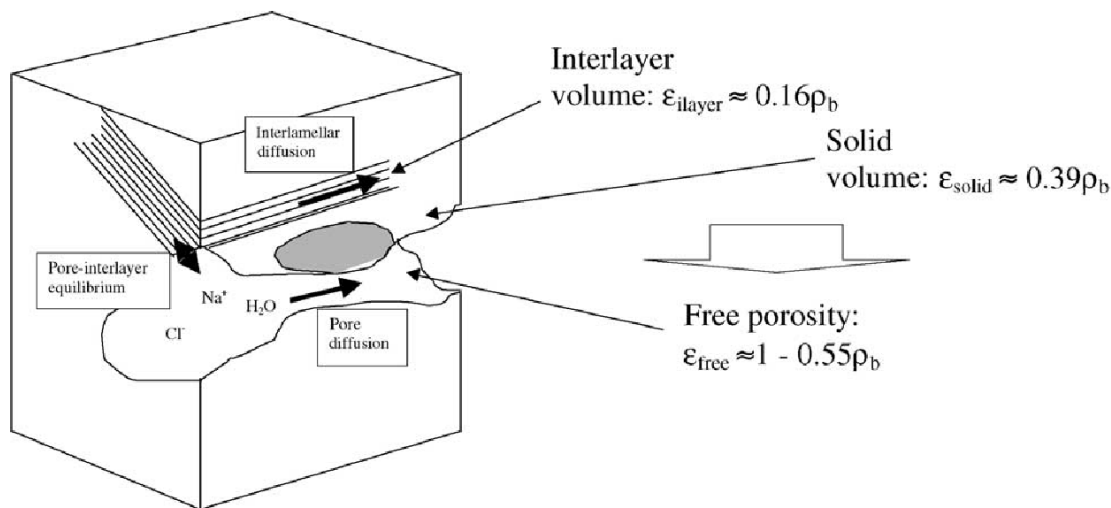 Interlayer
volume: εilayer ≈ 0.16ρb
Interlamellar
diffusion
Solid
volume: εsolid ≈ 0.39ρb
Pore-interlayer
equilibrium
Na⁺
H₂O
Cl⁻
Pore
diffusion
Free porosity:
εfree ≈1 - 0.55ρb